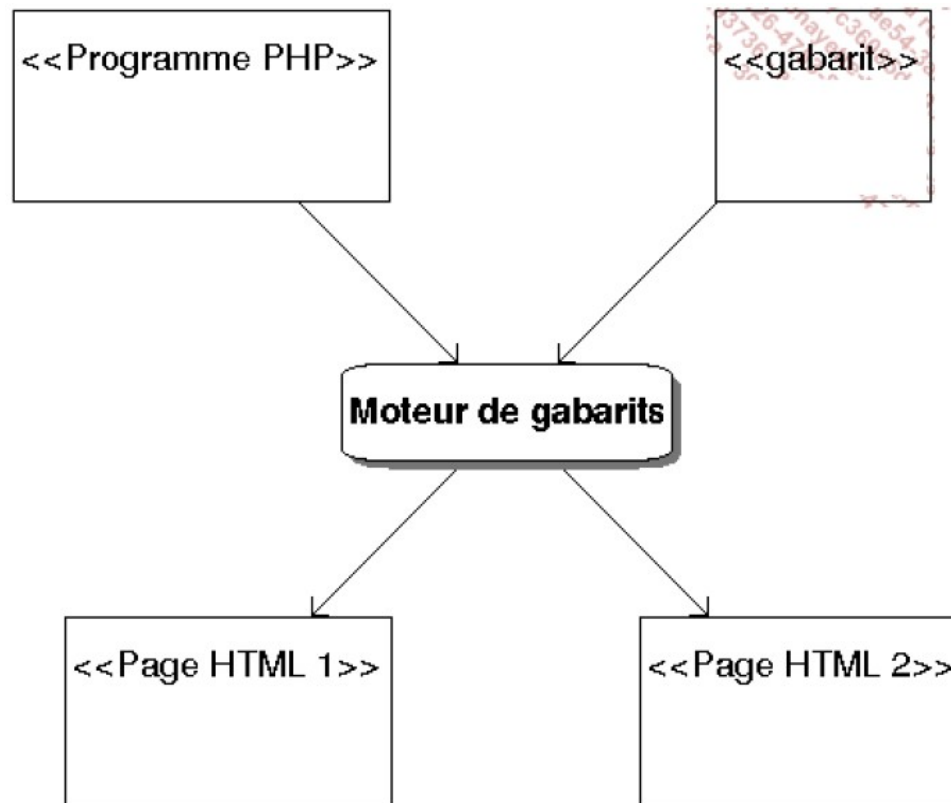 <<Programme PHP>>
<<gabarit>>
Moteur de gabarits
<<Page HTML 1>>
<<Page HTML 2>>